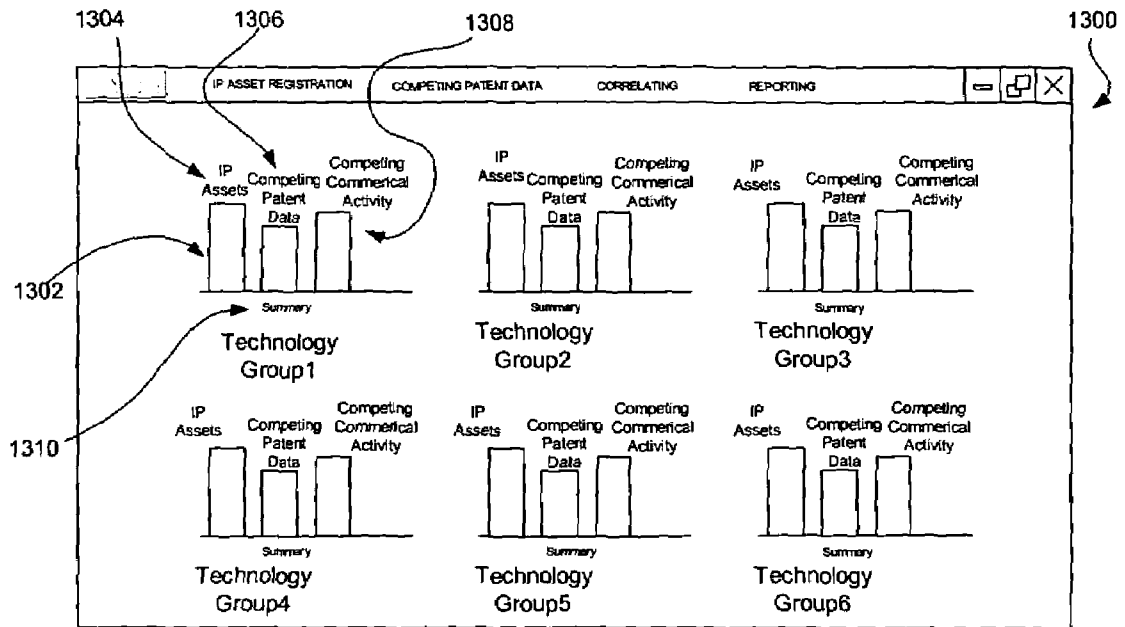 1304 1306 1308 1300
IP ASSET REGISTRATION COMPETING PATENT DATA CORRELATING REPORTING
IP
Assets
Competing
Patent
Data
Competing
Commerical
Activity
IP
Assets
Competing
Patent
Data
Competing
Commerical
Activity
IP
Assets
Competing
Patent
Data
Competing
Commerical
Activity
1302
Summary
Technology
Group1
Summary
Technology
Group2
Summary
Technology
Group3
IP
Assets
Competing
Patent
Data
Competing
Commerical
Activity
IP
Assets
Competing
Patent
Data
Competing
Commerical
Activity
IP
Assets
Competing
Patent
Data
Competing
Commerical
Activity
1310
Summary
Technology
Group4
Summary
Technology
Group5
Summary
Technology
Group6